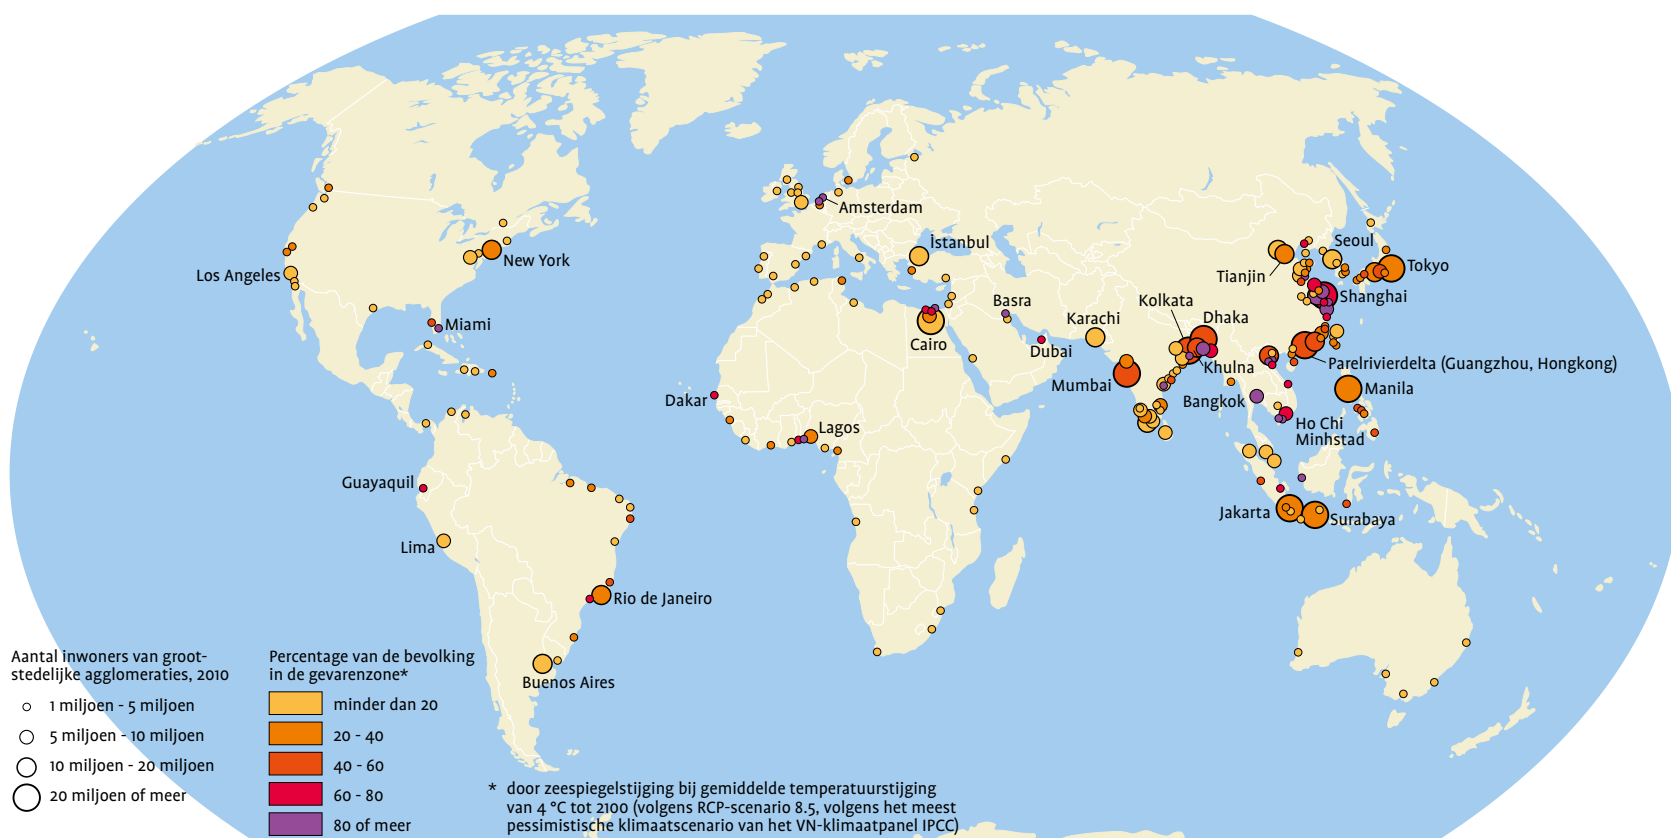 Seoul
İstanbul
Amsterdam
New York
Los Angeles
Tianjin
Tokyo
Shanghai
Basra
Kolkata
Karachi
Dhaka
Miami
Cairo
Dubai
Khulna
Parelrivierdelta (Guangzhou, Hongkong)
Mumbai
Manila
Bangkok
Dakar
Lagos
Ho Chi
Minhstad
Guayaquil
Jakarta
Surabaya
Lima
Rio de Janeiro
Buenos Aires
Aantal inwoners van groot-
stedelijke agglomeraties, 2010
1 miljoen - 5 miljoen
5 miljoen - 10 miljoen
10 miljoen - 20 miljoen
20 miljoen of meer
Percentage van de bevolking
in de gevarenzone*
minder dan 20
20 - 40
40 - 60
60 - 80
80 of meer
* door zeespiegelstijging bij gemiddelde temperatuurstijging
van 4 °C tot 2100 (volgens RCP-scenario 8.5, volgens het meest
pessimistische klimaatscenario van het VN-klimaatpanel IPCC)